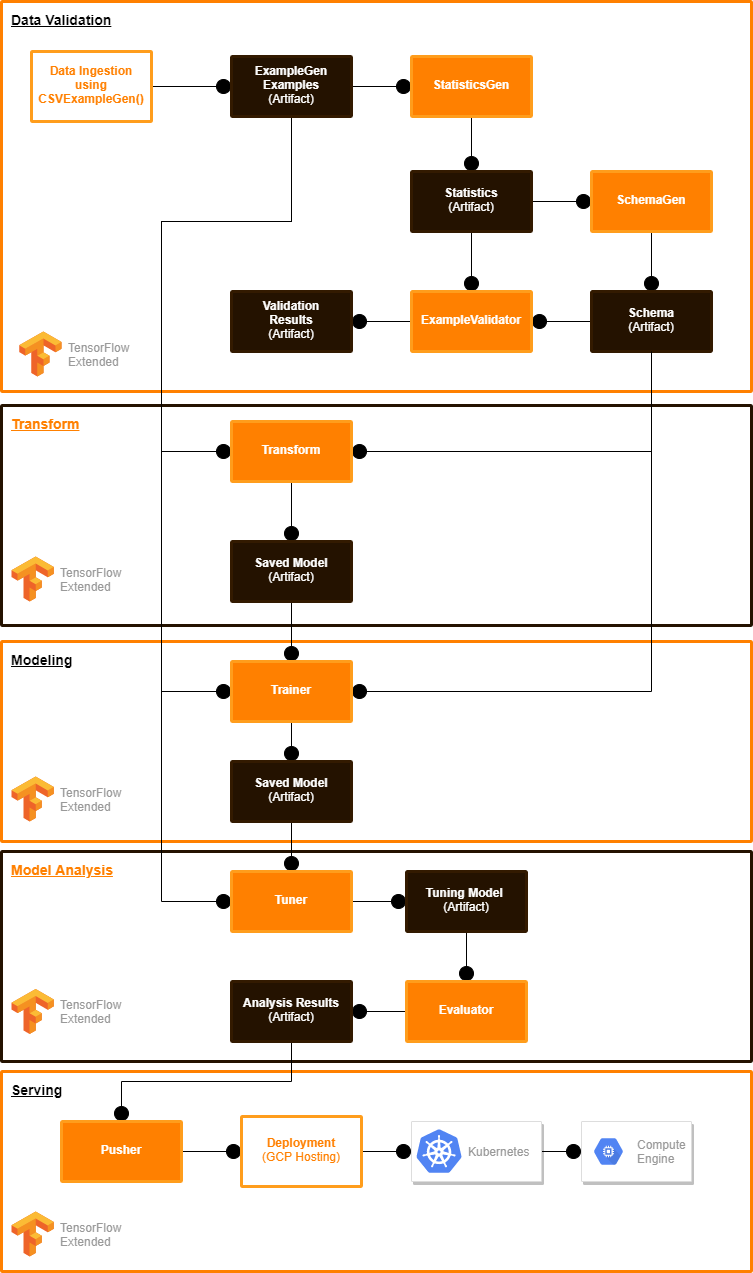 Data Validation
Data Ingestion
using
CSVExampleGen()
ExampleGen
Examples
(Artifact)
StatisticsGen
Statistics
(Artifact)
SchemaGen
Validation
Results
(Artifact)
ExampleValidator
Schema
(Artifact)
TensorFlow
Extended
Transform
Transform
Saved Model
(Artifact)
TensorFlow
Extended
Modeling
Trainer
Saved Model
(Artifact)
TensorFlow
Extended
Model Analysis
Tuner
Tuning Model
(Artifact)
Analysis Results
(Artifact)
Evaluator
TensorFlow
Extended
Serving
Pusher
Deployment
(GCP Hosting)
Kubernetes
Compute
Engine
TensorFlow
Extended